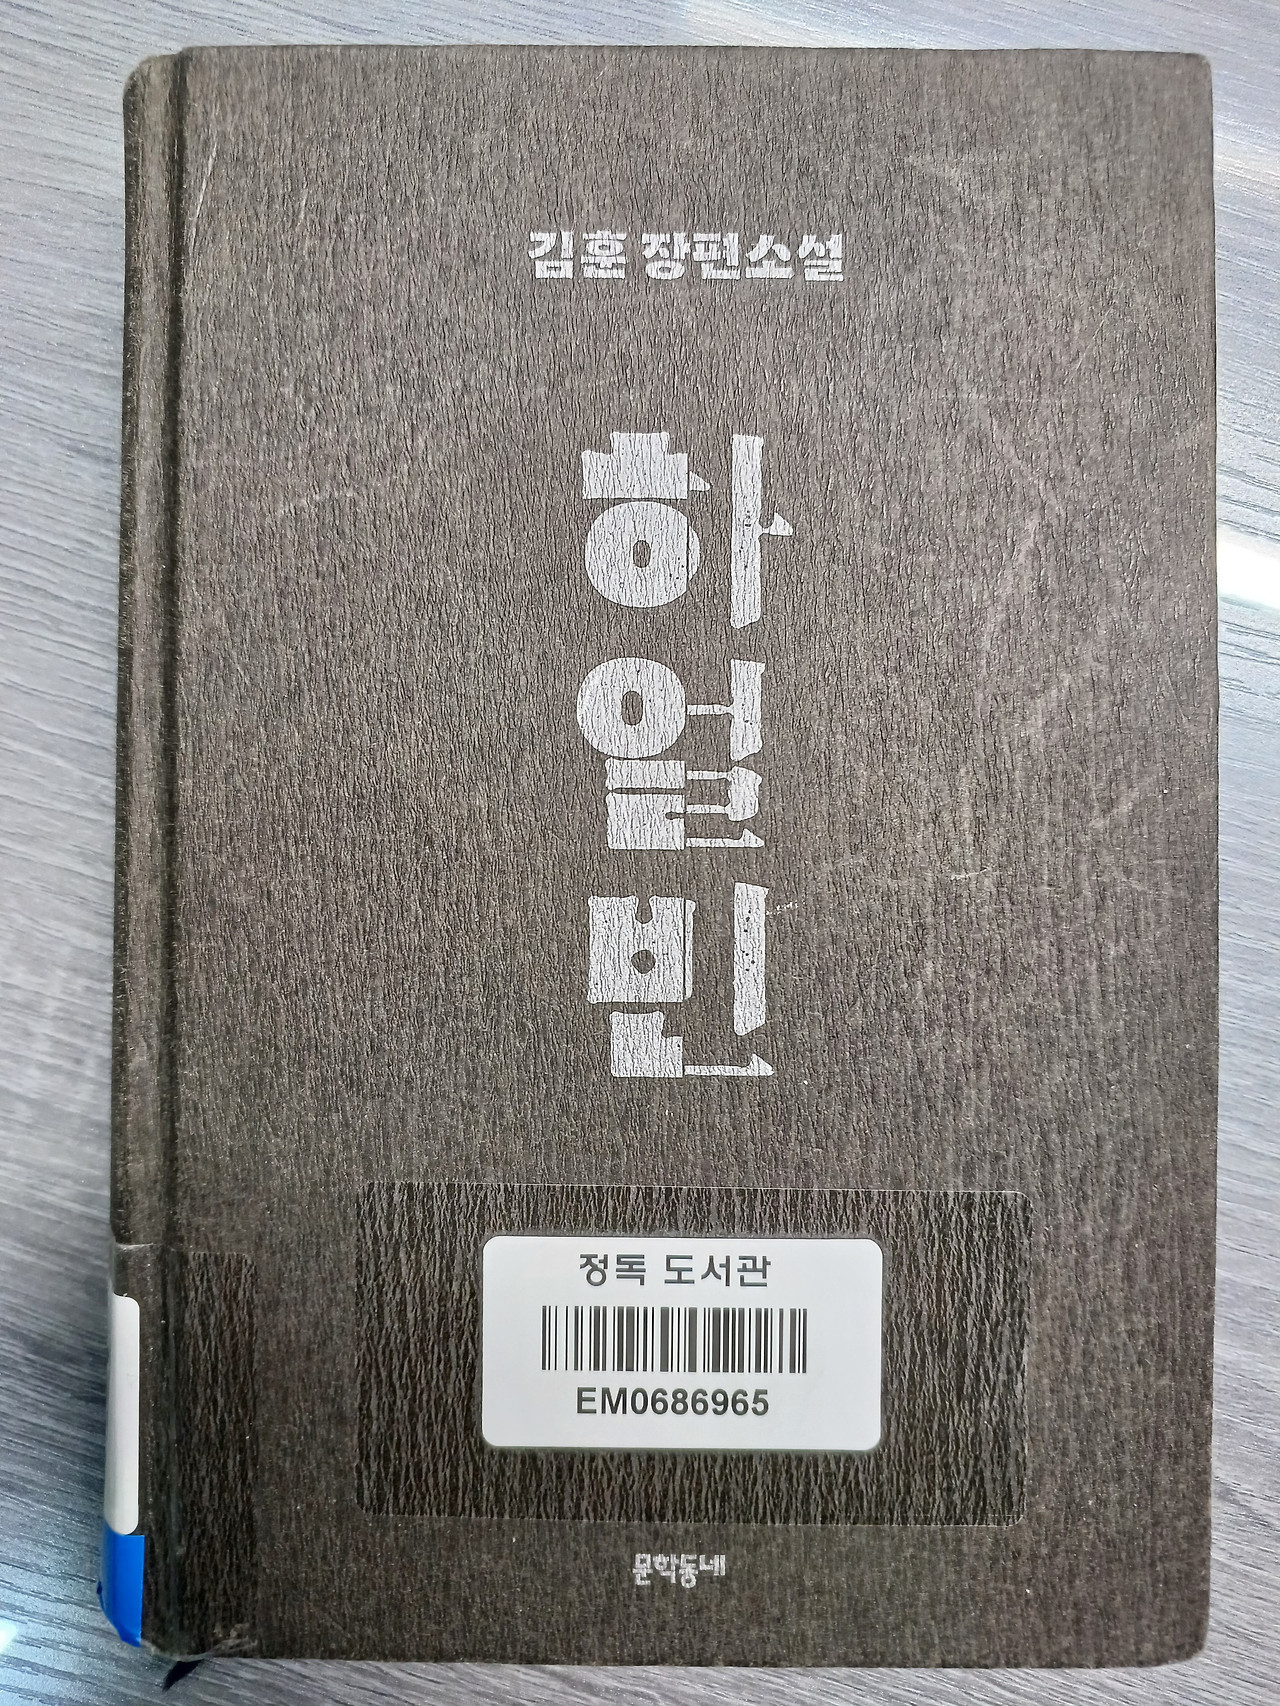 김훈 장편소설
하
얼
빈
정독 도서관
EM0686965
문학동네